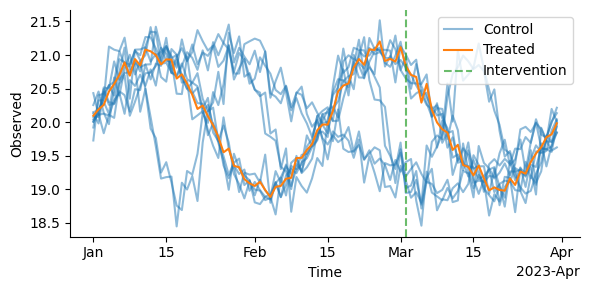 21.5
21.0
20.5
20.0
19.5
19.0
18.5
Observed
Control
Treated
Intervention
Jan 15 Feb 15 Mar 15 Apr
Time
2023-Apr